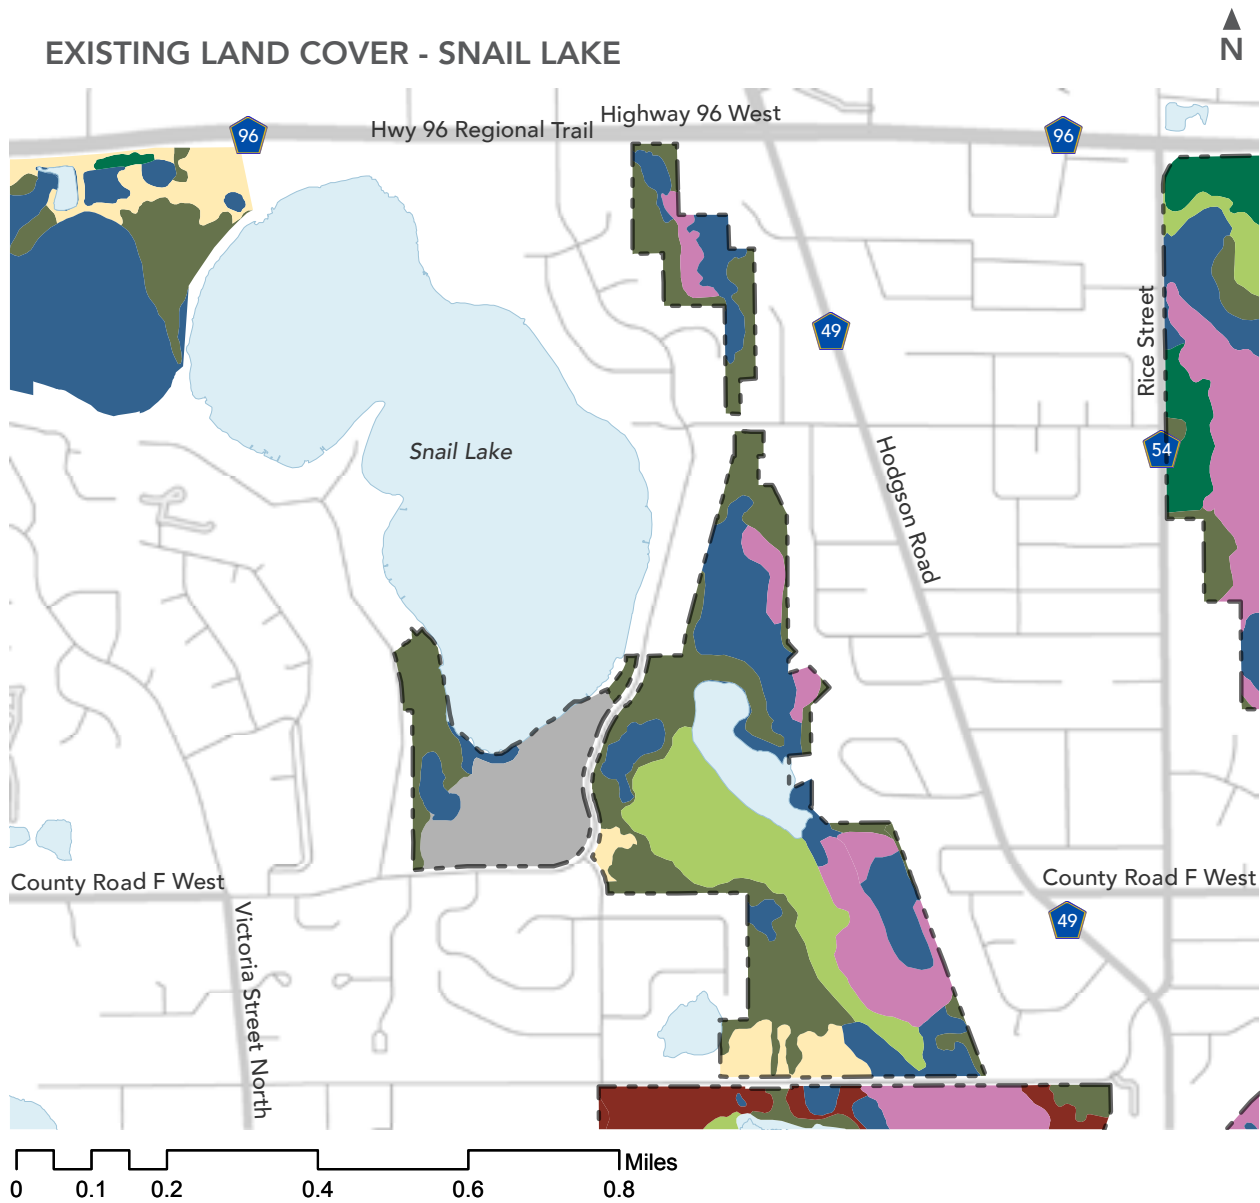 EXISTING LAND COVER - SNAIL LAKE
N
Highway 96 West
Hwy 96 Regional Trail
96
96
49
Rice Street
54
Snail Lake
Hodgson Road
County Road F West
County Road F West
49
Victoria Street North
Miles
0 0.1 0.2 0.4 0.6 0.8